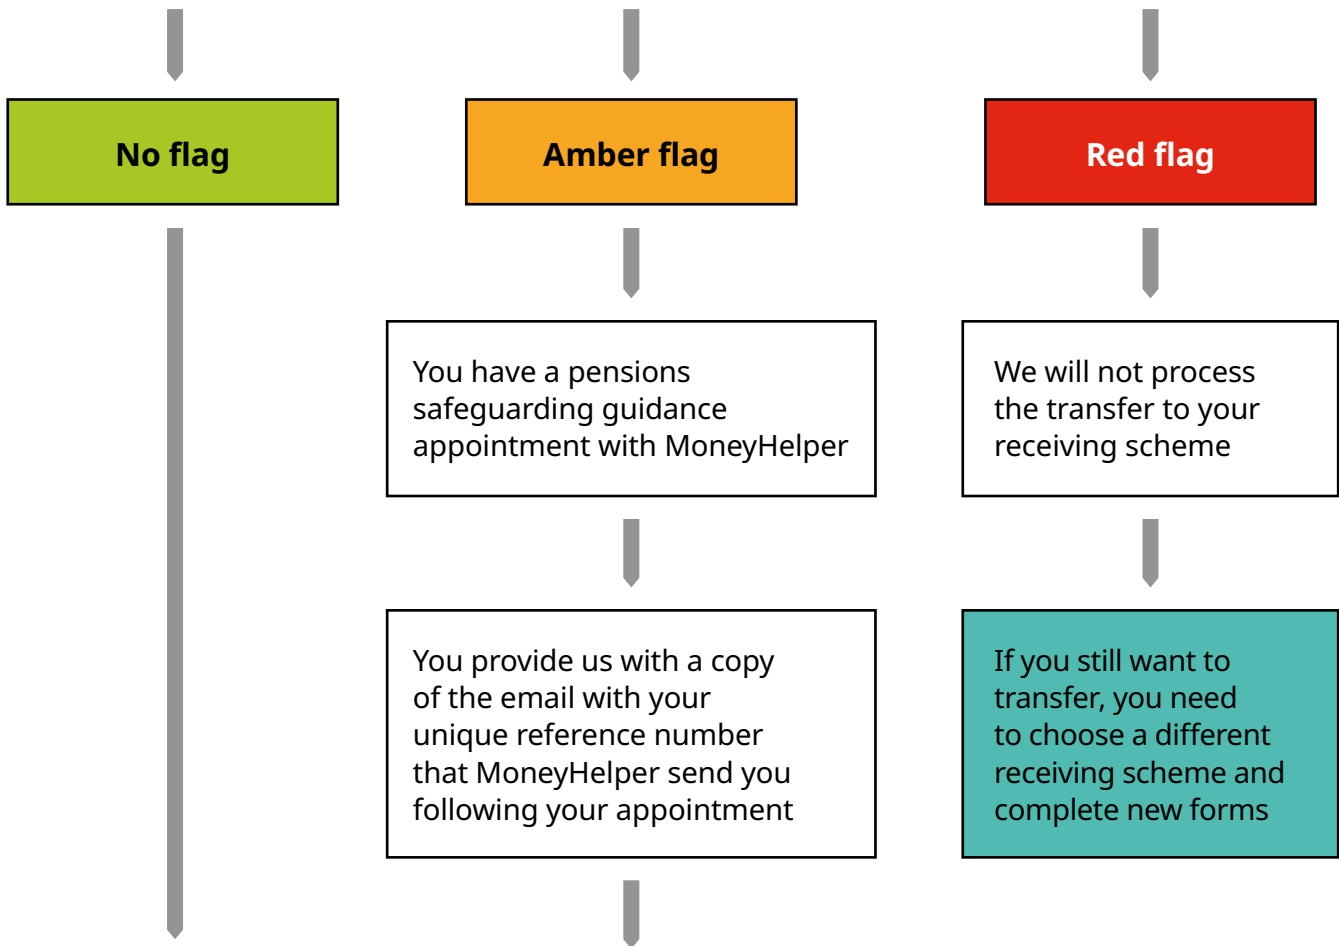 No flag
Amber flag
Red flag
You have a pensions
safeguarding guidance
appointment with MoneyHelper
We will not process
the transfer to your
receiving scheme
You provide us with a copy
of the email with your
unique reference number
that MoneyHelper send you
following your appointment
If you still want to
transfer, you need
to choose a different
receiving scheme and
complete new forms